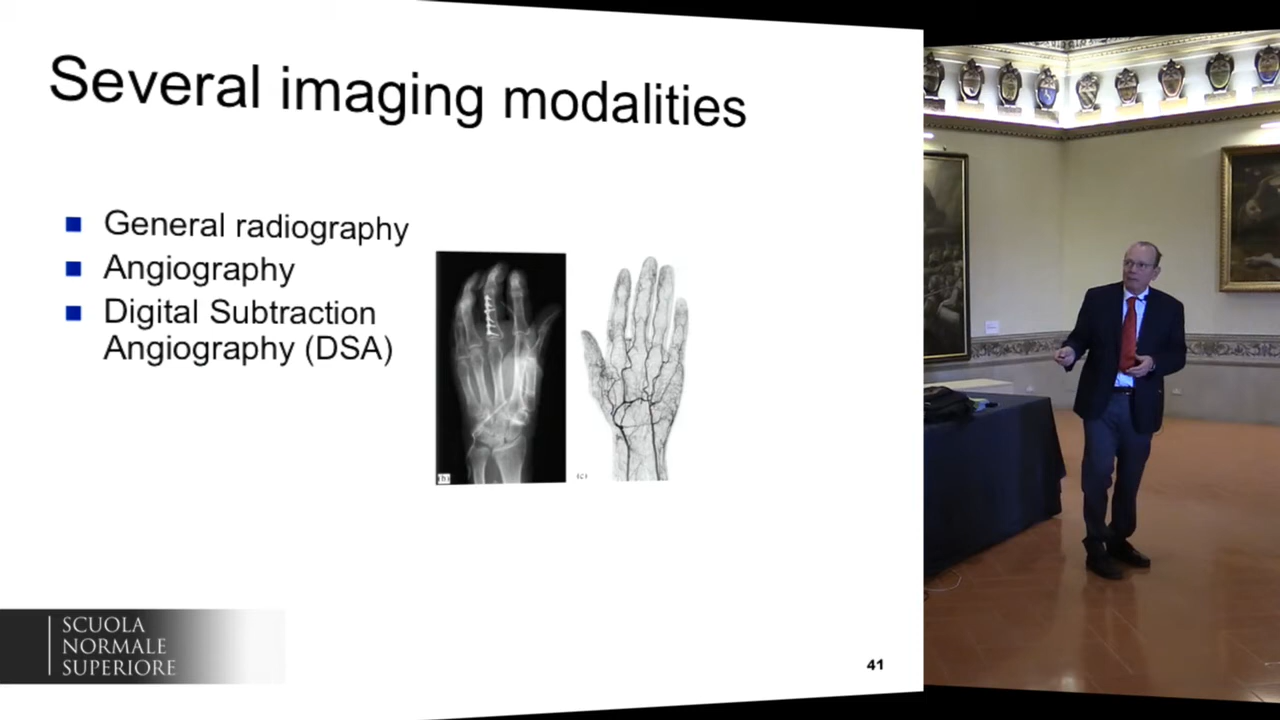 Several imaging modalities
General radiography
Angiography
Digital Subtraction
Angiography (DSA)
(b)
(c)
SCUOLA
NORMALE
SUPERIORE
41